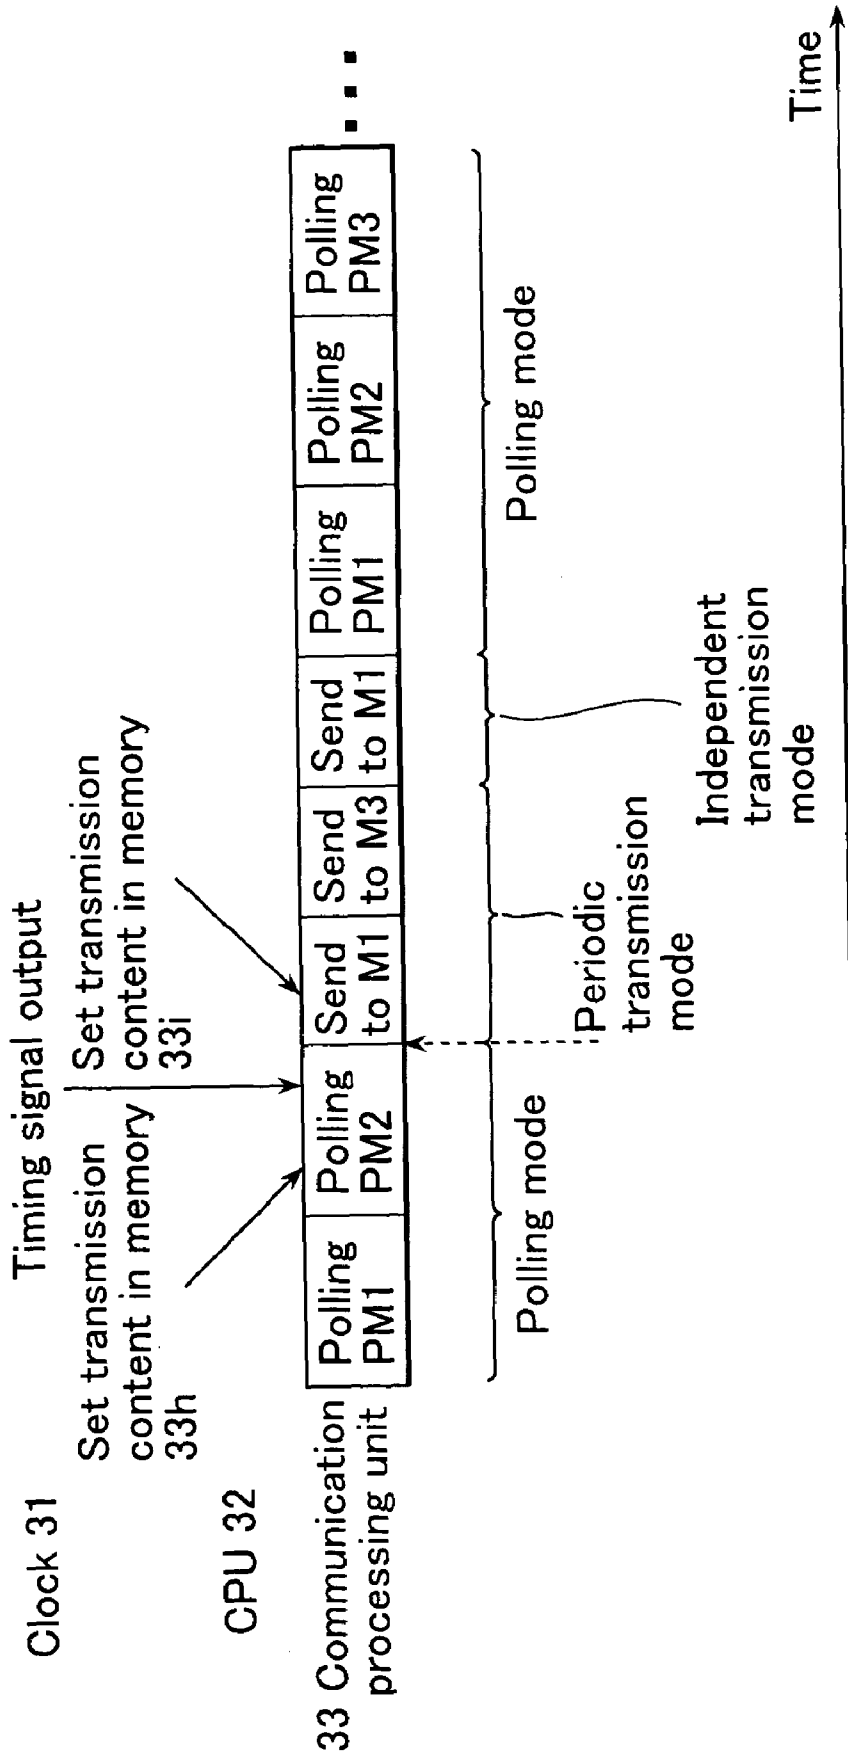 Clock 31
Timing signal output
Set transmission
content in memory
33h
Set transmission
content in memory
33i
CPU 32
33 Communication
processing unit
Polling
PM1
Polling
PM2
Send
to M1
Send
to M3
Send
to M1
Polling
PM1
Polling
PM2
Polling
PM3
Polling mode
Periodic
transmission
mode
Independent
transmission
mode
Polling mode
Time